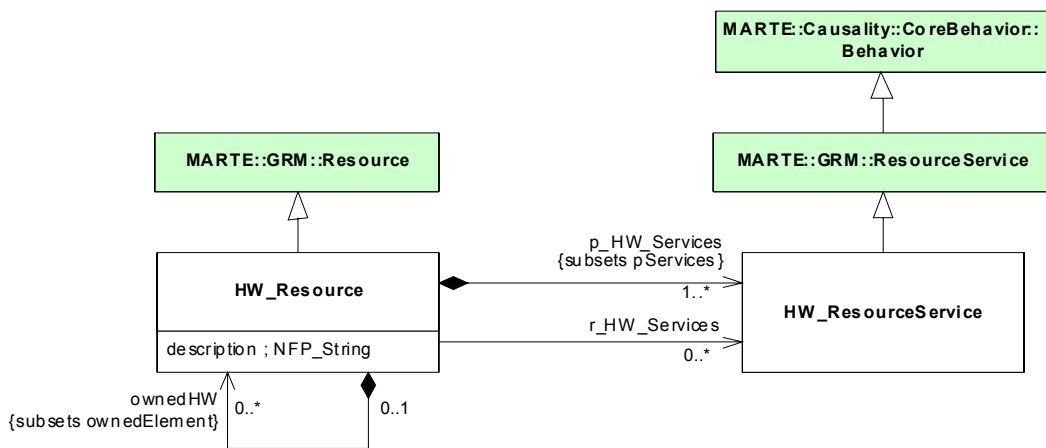 MARTE::Causality::CoreBehavior::
Behavior
MARTE::GRM::Resource
MARTE::GRM::ResourceService
p_HW_Services
{subsets pServices}
1..*
HW_Resource
HW_ResourceService
r_HW_Services
0..*
description ; NFP_String
ownedHW
{subsets ownedElement}
0..*
0..1